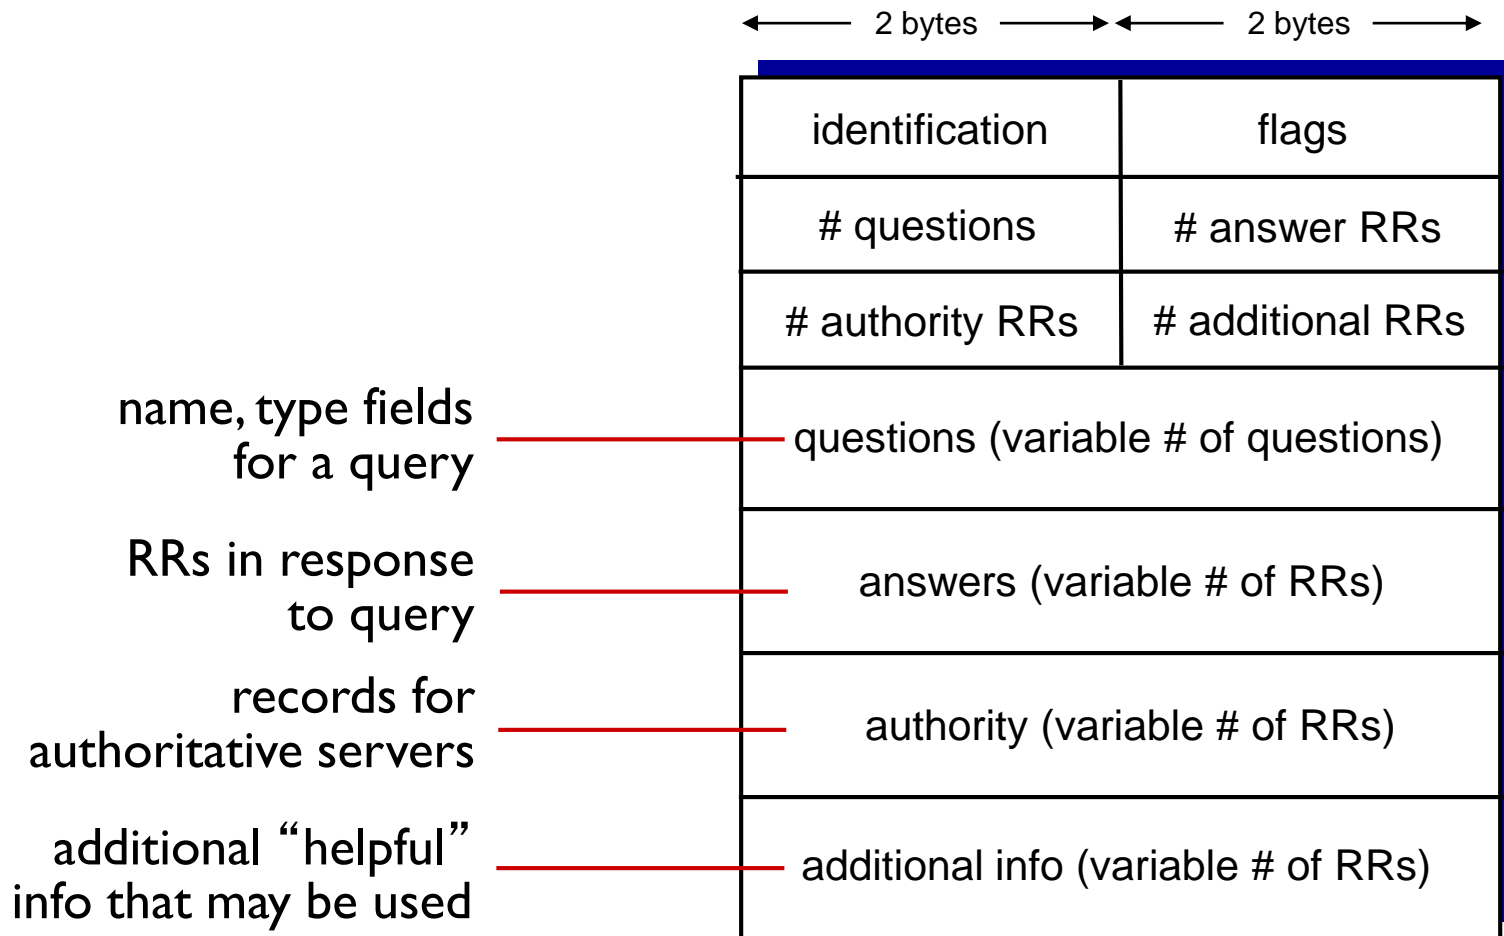 2 bytes 2 bytes
identification flags
# questions # answer RRs
# authority RRs # additional RRs
name, type fields
for a query
questions (variable # of questions)
RRs in response
to query
answers (variable # of RRs)
records for
authoritative servers
authority (variable # of RRs)
additional “helpful”
info that may be used
additional info (variable # of RRs)